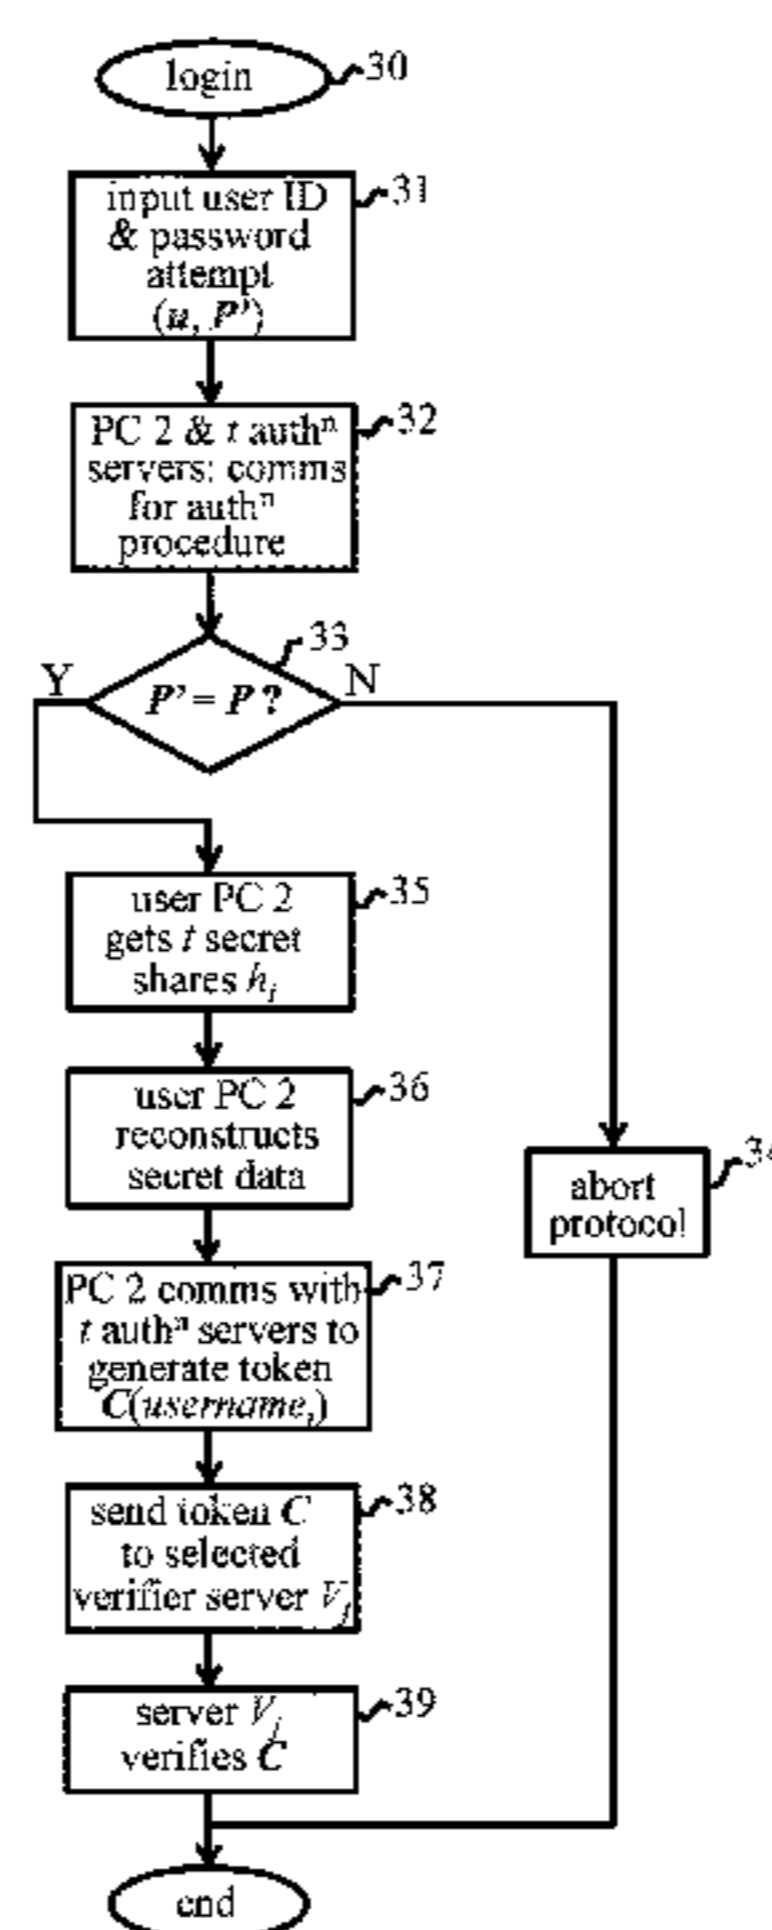 login
30
input user ID
& password
attempt
(u, P')
31
PC 2 & t authⁿ
servers: comms
for authⁿ
procedure
32
33
Y
P' = P ?
N
user PC 2
gets t secret
shares hᵢ
35
user PC 2
reconstructs
secret data
36
abort
protocol
34
PC 2 comms with
t authⁿ servers to
generate token
C(usernameⱼ)
37
send token C
to selected
verifier server Vⱼ
38
server Vⱼ
verifies C
39
end